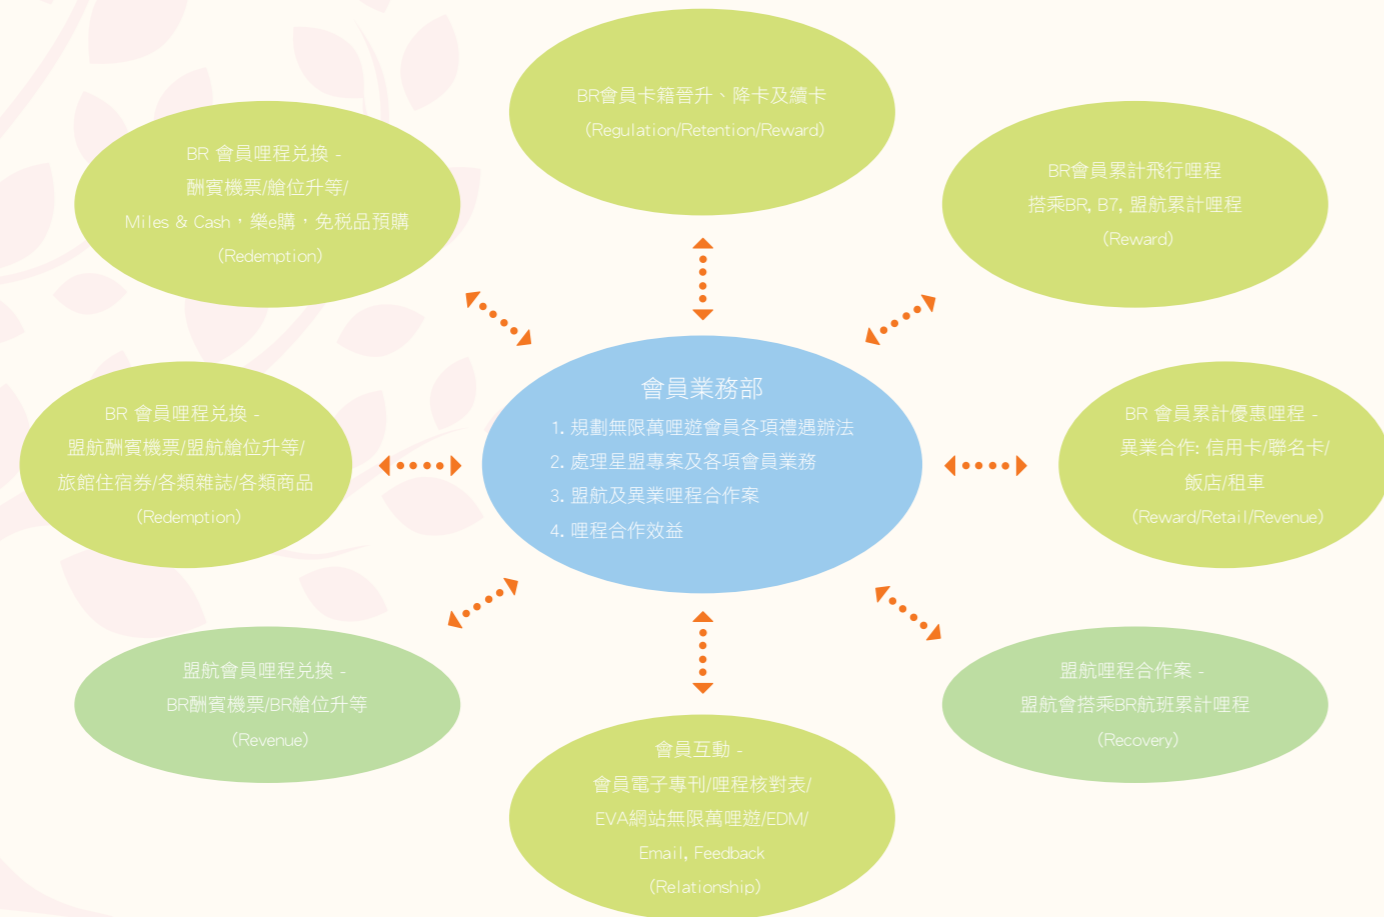 BR會員卡籍晉升、降卡及續卡
(Regulation/Retention/Reward)
BR 會員哩程兌換 -
酬賓機票/艙位升等/
Miles & Cash,樂e購,免税品預購
(Redemption)
BR會員累計飛行哩程
搭乘BR, B7, 盟航累計哩程
(Reward)
會員業務部
1. 規劃無限萬哩遊會員各項禮遇辦法
2. 處理星盟專案及各項會員業務
3. 盟航及異業哩程合作案
4. 哩程合作效益
BR 會員哩程兌換 -
盟航酬賓機票/盟航艙位升等/
旅館住宿券/各類雜誌/各類商品
(Redemption)
BR 會員累計優惠哩程 -
異業合作: 信用卡/聯名卡/
飯店/租車
(Reward/Retail/Revenue)
盟航會員哩程兌換 -
BR酬賓機票/BR艙位升等
(Revenue)
盟航哩程合作案 -
盟航會搭乘BR航班累計哩程
(Recovery)
會員互動 -
會員電子專刊/哩程核對表/
EVA網站無限萬哩遊/EDM/
Email, Feedback
(Relationship)